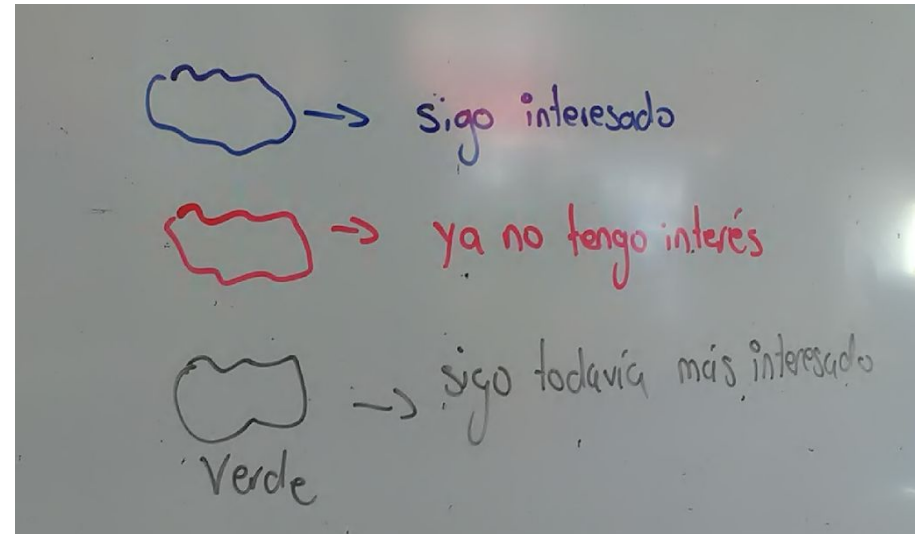 sigo interesado
ya no tengo interés
sigo todavía más interesado
Verde